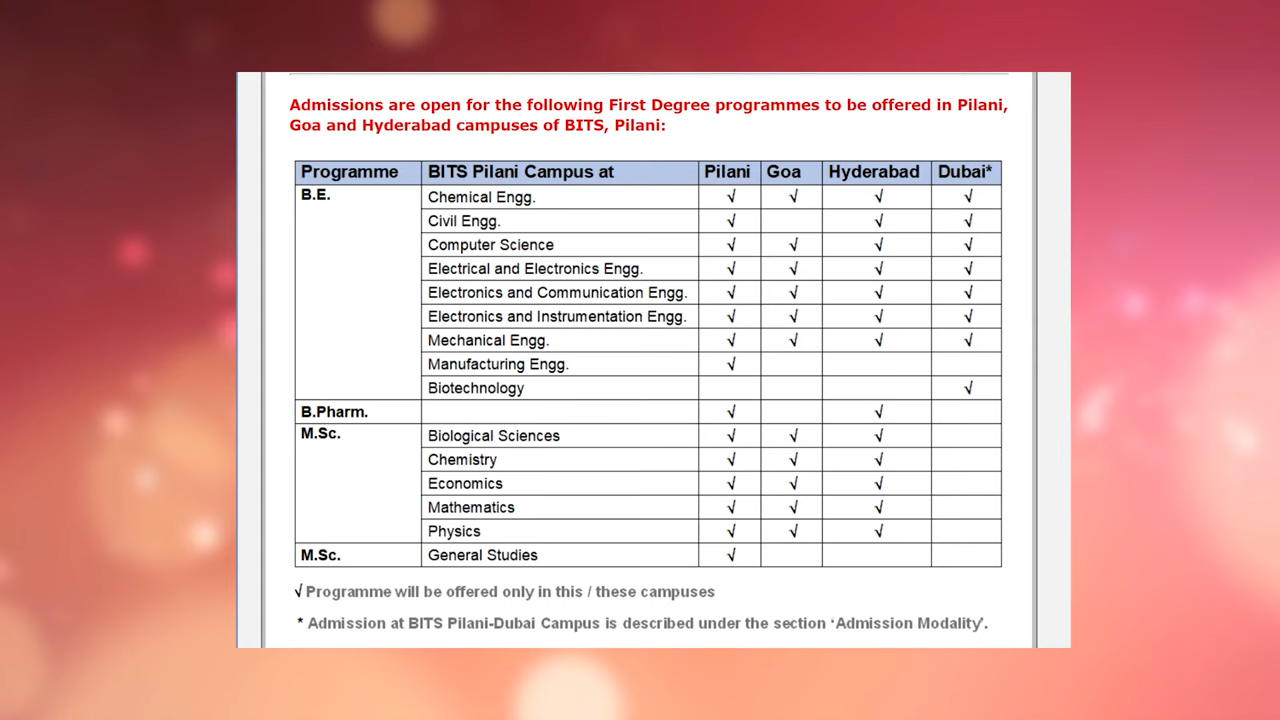 Admissions are open for the following First Degree programmes to be offered in Pilani,
Goa and Hyderabad campuses of BITS, Pilani:
Programme BITS Pilani Campus at Pilani Goa Hyderabad Dubai*
B.E. Chemical Engg. √ √ √ √
Civil Engg. √ √ √
Computer Science √ √ √ √
Electrical and Electronics Engg. √ √ √ √
Electronics and Communication Engg. √ √ √ √
Electronics and Instrumentation Engg. √ √ √ √
Mechanical Engg. √ √ √ √
Manufacturing Engg. √
Biotechnology √
B.Pharm. √ √
M.Sc. Biological Sciences √ √ √
Chemistry √ √ √
Economics √ √ √
Mathematics √ √ √
Physics √ √ √
M.Sc. General Studies √
√ Programme will be offered only in this / these campuses
* Admission at BITS Pilani-Dubai Campus is described under the section ‘Admission Modality’.